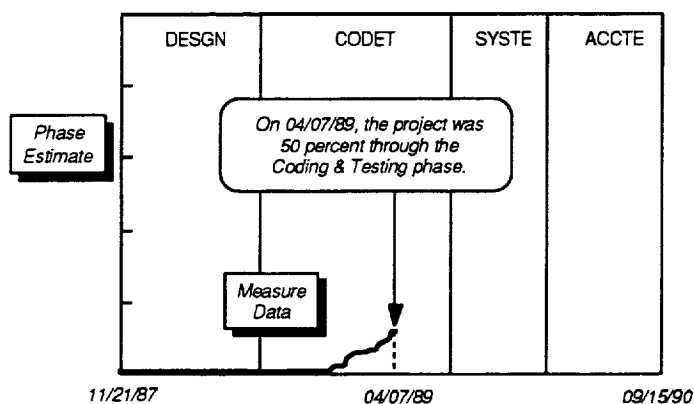 DESGN CODET SYSTE ACCTE
Phase
Estimate
On 04/07/89, the project was
50 percent through the
Coding & Testing phase.
Measure
Data
11/21/87 04/07/89 09/15/90